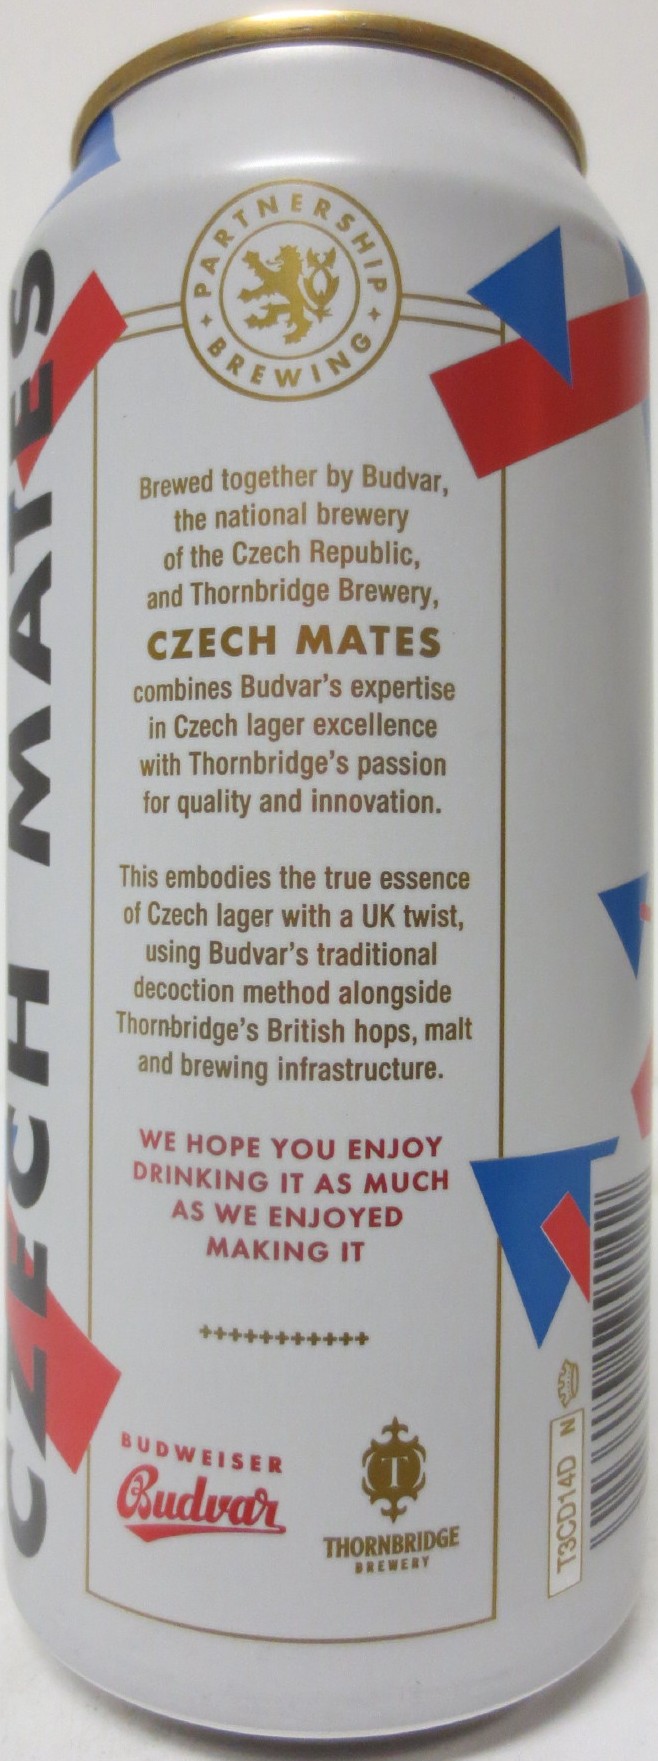 PARTNERSHIP
BREWING
CZECH MATES
Brewed together by Budvar,
the national brewery
of the Czech Republic,
and Thornbridge Brewery,
CZECH MATES
combines Budvar's expertise
in Czech lager excellence
with Thornbridge's passion
for quality and innovation.
This embodies the true essence
of Czech lager with a UK twist,
using Budvar's traditional
decoction method alongside
Thornbridge's British hops, malt
and brewing infrastructure.
WE HOPE YOU ENJOY
DRINKING IT AS MUCH
AS WE ENJOYED
MAKING IT
+++++++++++
BUDWEISER
Budvar
T
THORNBRIDGE
BREWERY
T3CD14D N